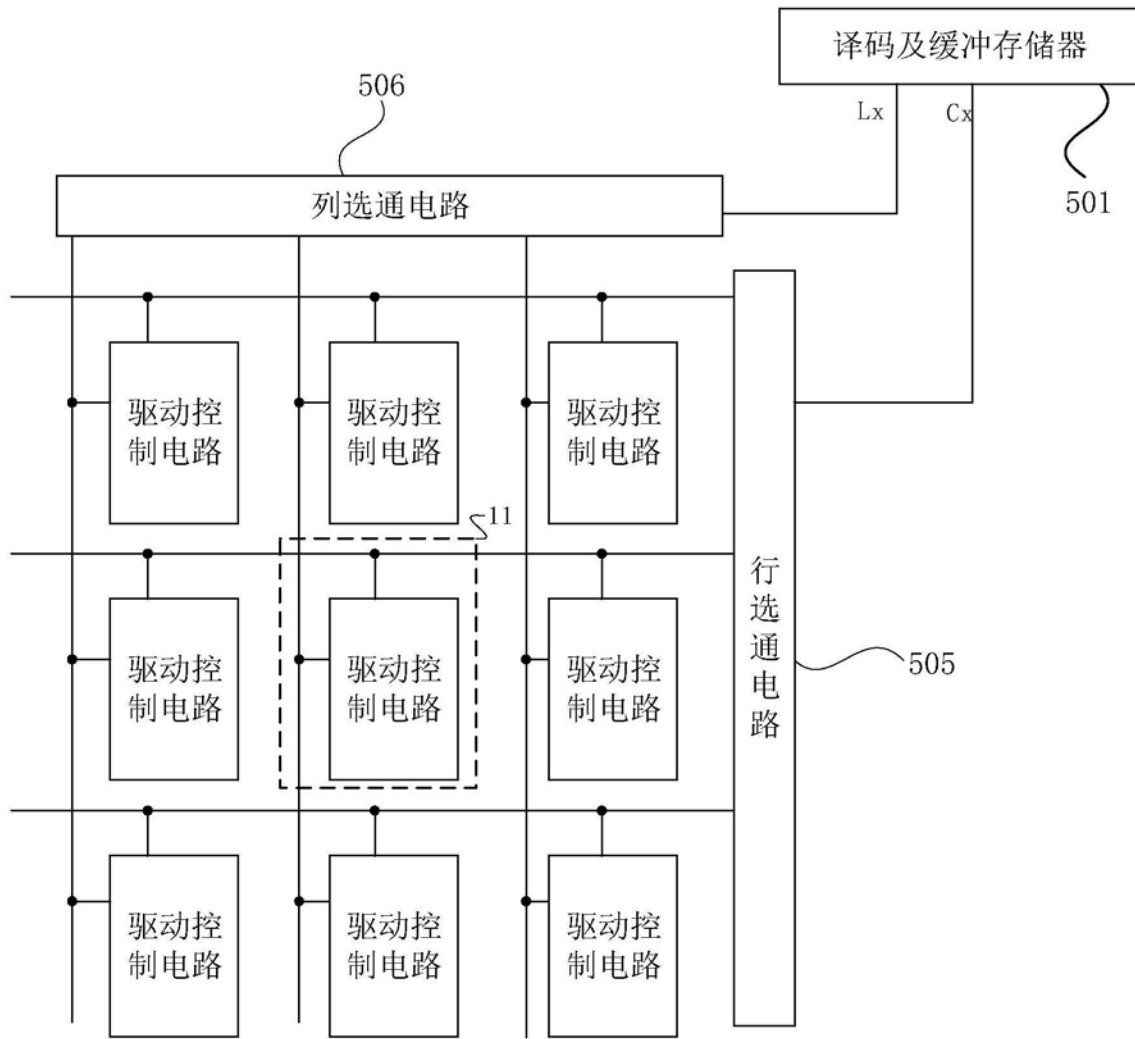 译码及缓冲存储器
506
Lx
Cx
501
列选通电路
驱动控
制电路
驱动控
制电路
驱动控
制电路
11
驱动控
制电路
驱动控
制电路
驱动控
制电路
行选通电路
505
驱动控
制电路
驱动控
制电路
驱动控
制电路